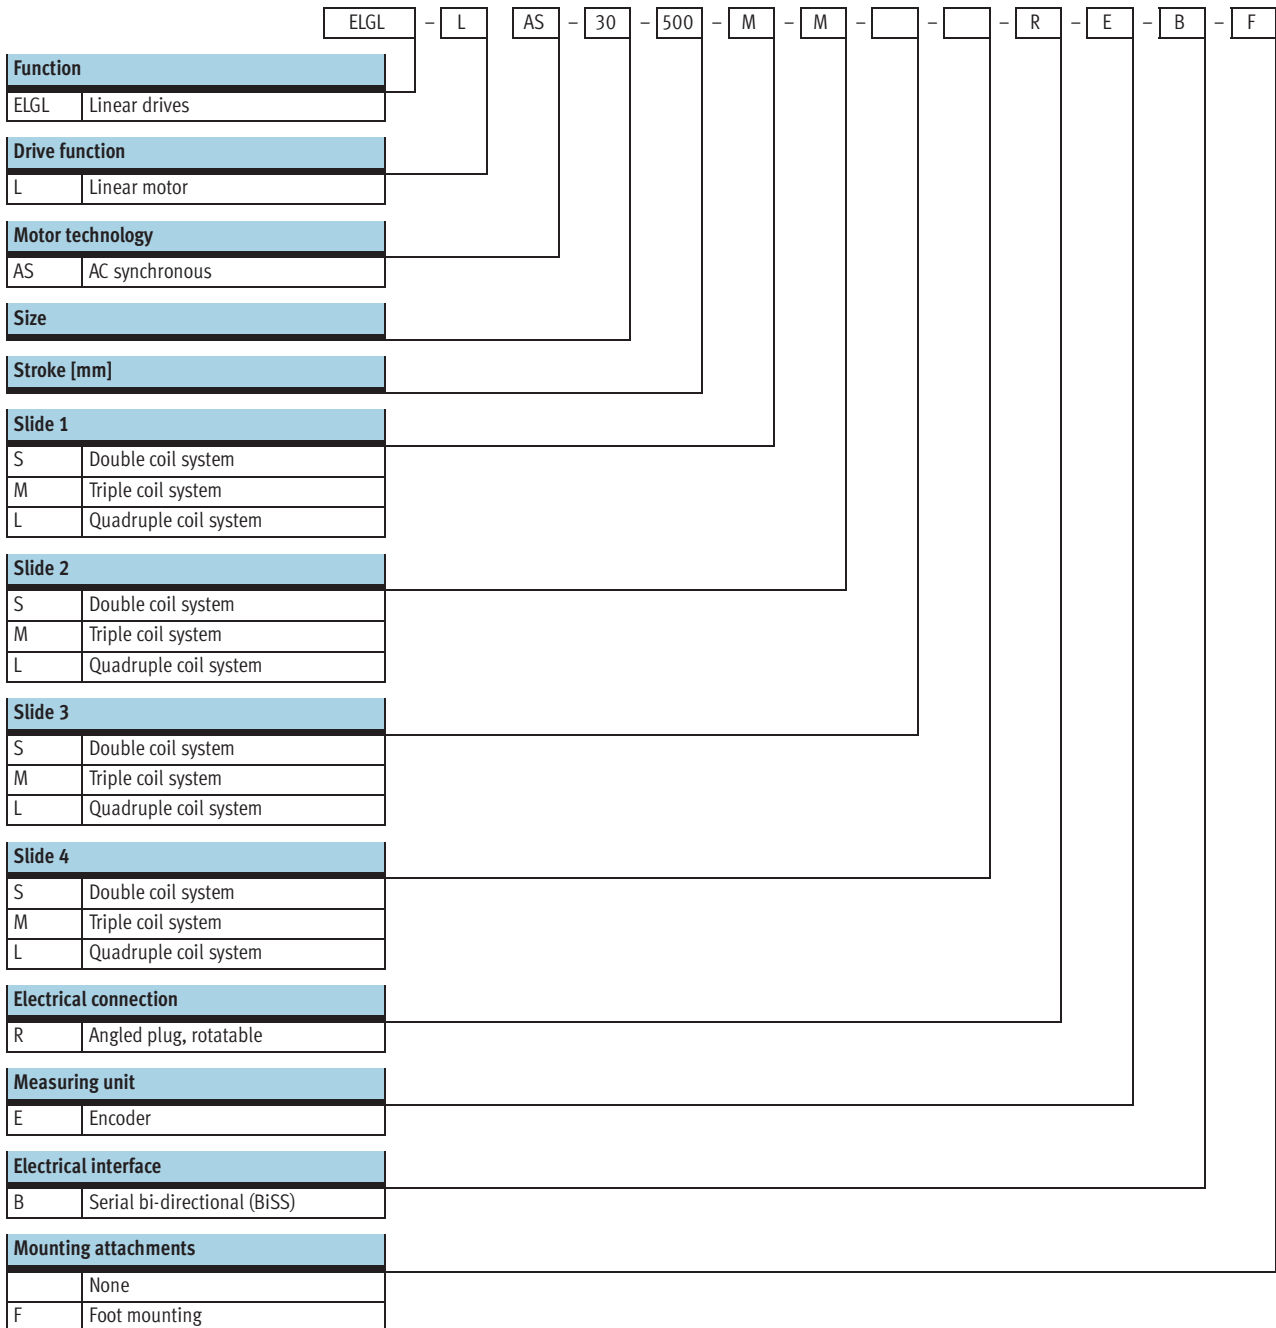 ELGL – L AS – 30 – 500 – M – M – – – R – E – B – F
Function
ELGL Linear drives
Drive function
L Linear motor
Motor technology
AS AC synchronous
Size
Stroke [mm]
Slide 1
S Double coil system
M Triple coil system
L Quadruple coil system
Slide 2
S Double coil system
M Triple coil system
L Quadruple coil system
Slide 3
S Double coil system
M Triple coil system
L Quadruple coil system
Slide 4
S Double coil system
M Triple coil system
L Quadruple coil system
Electrical connection
R Angled plug, rotatable
Measuring unit
E Encoder
Electrical interface
B Serial bi-directional (BiSS)
Mounting attachments
None
F Foot mounting